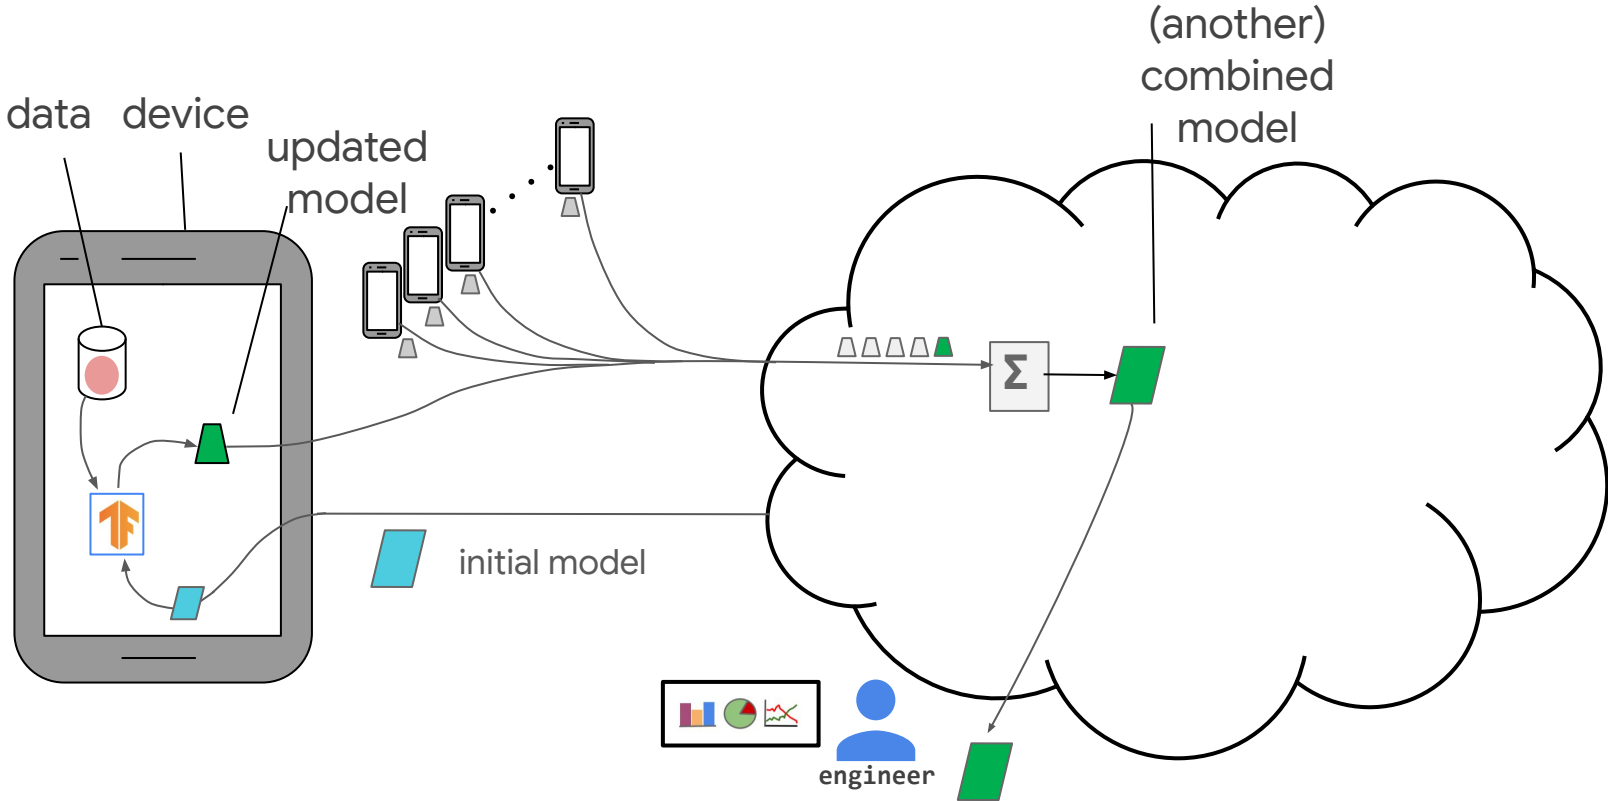 (another)
combined
model
data
device
updated
model
Σ
initial model
engineer